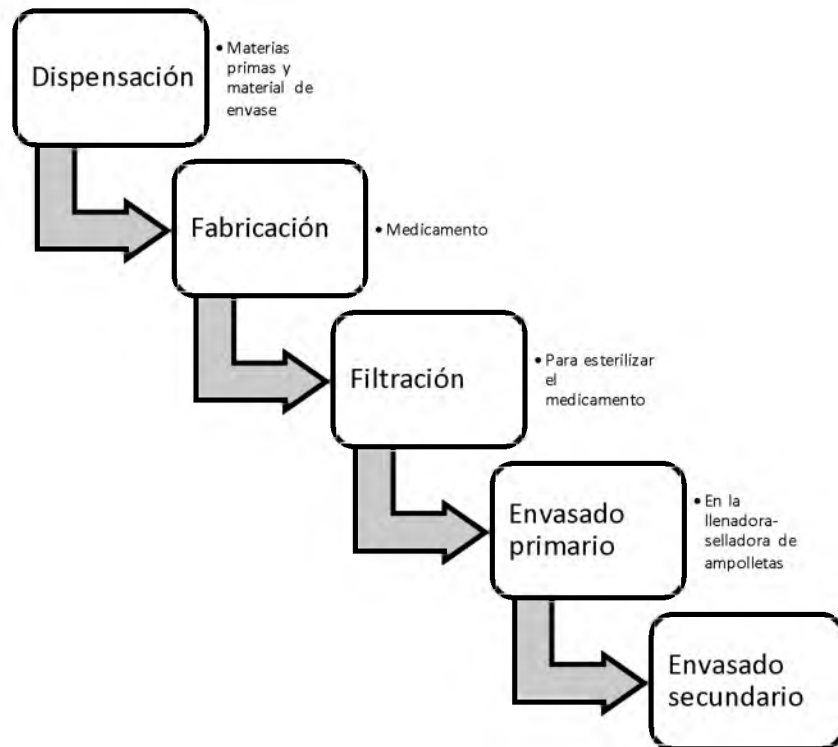 Dispensación
• Materias
primas y
material de
envase
Fabricación
• Medicamento
Filtración
• Para esterilizar
el
medicamento
Envasado
primario
• En la
llenadora-
selladora de
ampolletas
Envasado
secundario